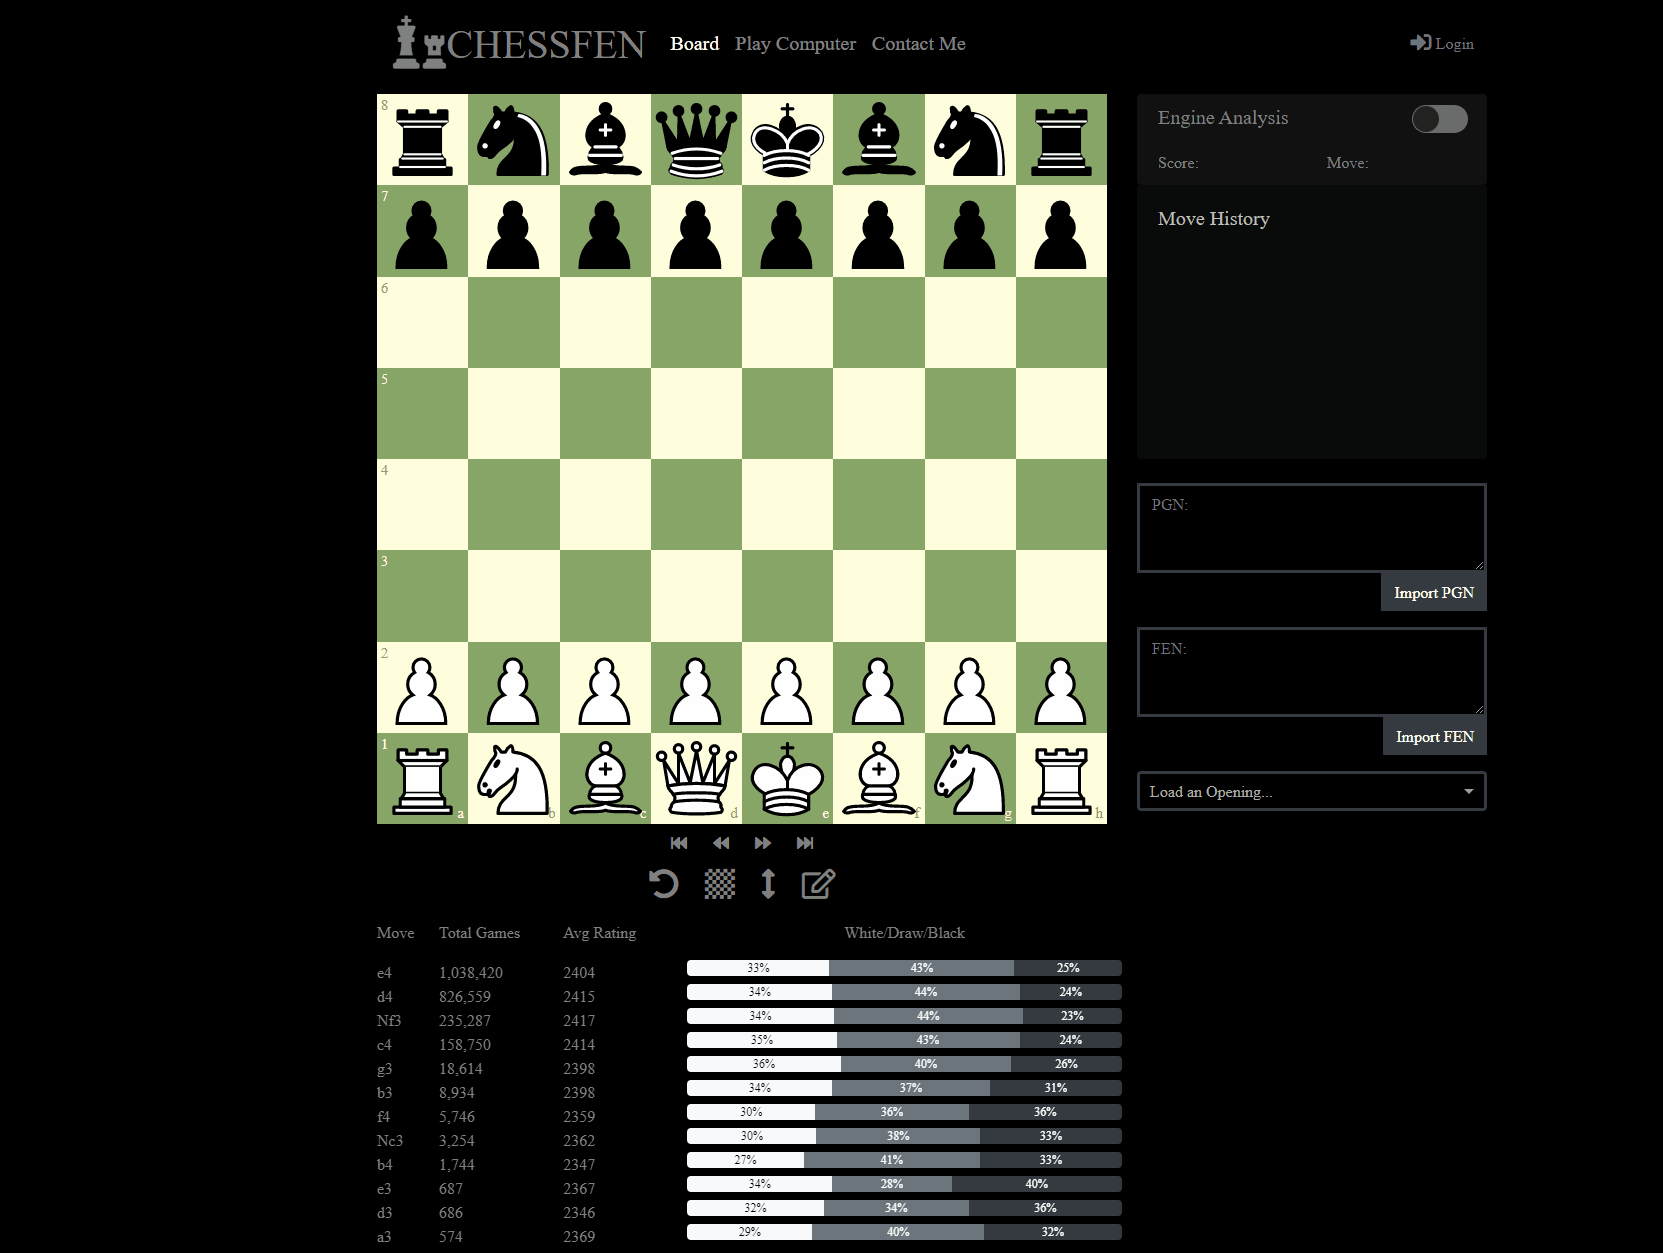 CHESSFEN Board Play Computer Contact Me Login
8
7
6
5
4
3
2
1
a b c d e f g h
Engine Analysis
Score: Move:
Move History
PGN:
Import PGN
FEN:
Import FEN
Load an Opening...
Move Total Games Avg Rating White/Draw/Black
e4 1,038,420 2404 33% 43% 25%
d4 826,559 2415 34% 44% 24%
Nf3 235,287 2417 34% 44% 23%
c4 158,750 2414 35% 43% 24%
g3 18,614 2398 36% 40% 26%
b3 8,934 2398 34% 37% 31%
f4 5,746 2359 30% 36% 36%
Nc3 3,254 2362 30% 38% 33%
b4 1,744 2347 27% 41% 33%
e3 687 2367 34% 28% 40%
d3 686 2346 32% 34% 36%
a3 574 2369 29% 40% 32%